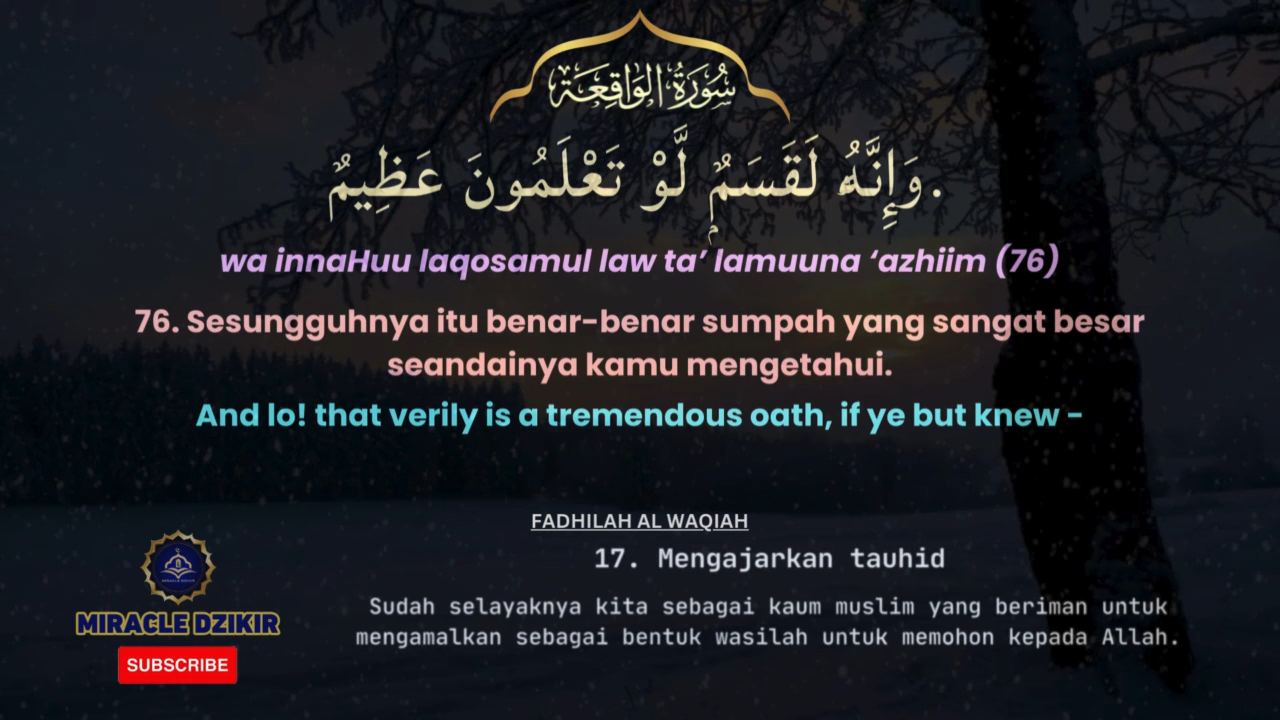 سُورَةُ الوَاقِعَة
وَإِنَّهُ لَقَسَمٌ لَّوْ تَعْلَمُونَ عَظِيمٌ.
wa innaHuu laqosamul law ta’ lamuuna ‘azhiim (76)
76. Sesungguhnya itu benar-benar sumpah yang sangat besar
seandainya kamu mengetahui.
And lo! that verily is a tremendous oath, if ye but knew -
FADHILAH AL WAQIAH
17. Mengajarkan tauhid
Sudah selayaknya kita sebagai kaum muslim yang beriman untuk
mengamalkan sebagai bentuk wasilah untuk memohon kepada Allah.
MIRACLE DZIKIR
MIRACLE DZIKIR
SUBSCRIBE